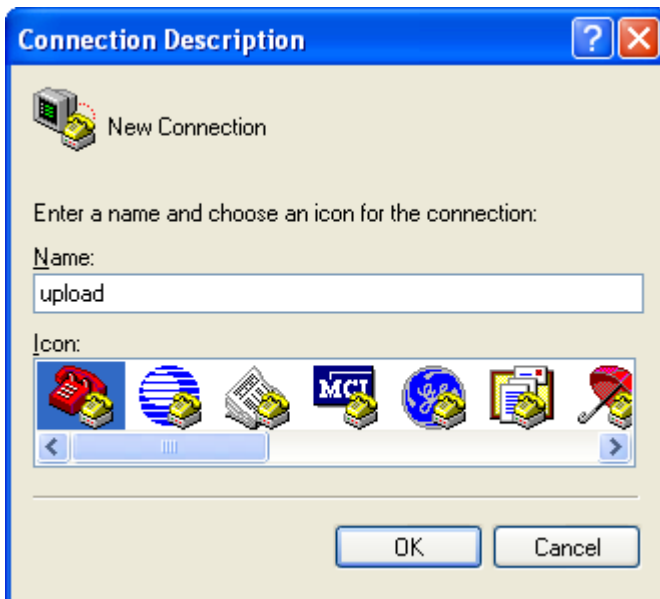 Connection Description
New Connection
Enter a name and choose an icon for the connection:
Name:
upload
Icon:
MCI
OK Cancel